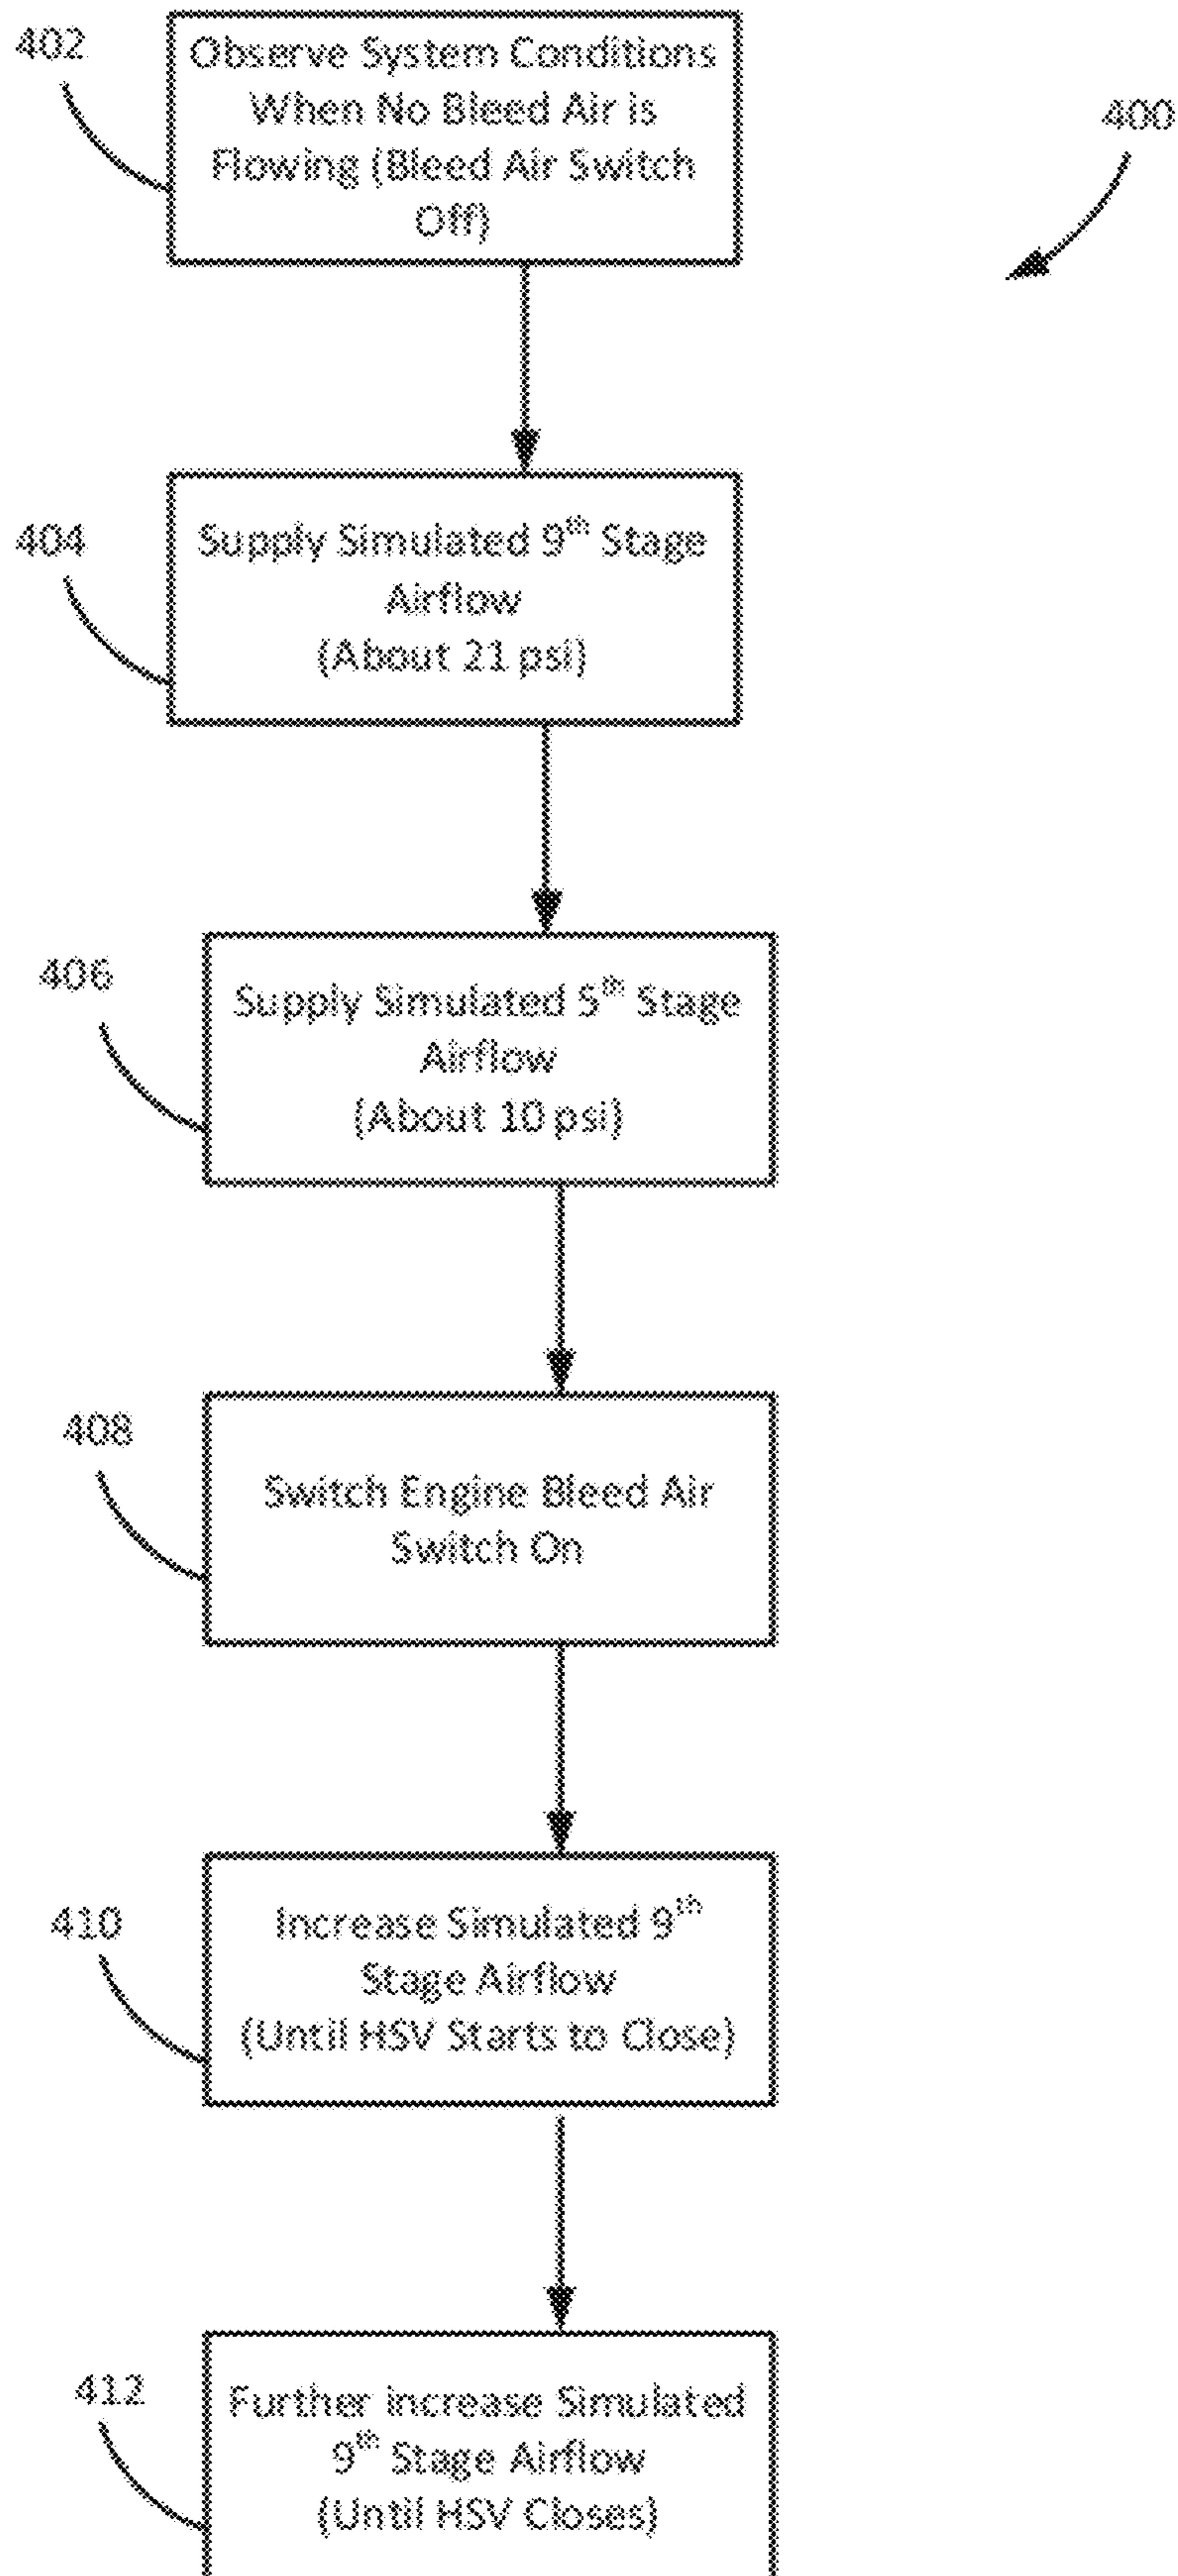 402
Observe System Conditions
When No Bleed Air is
Flowing (Bleed Air Switch
Off)
400
404
Supply Simulated 9th Stage
Airflow
(About 21 psi)
406
Supply Simulated 5th Stage
Airflow
(About 10 psi)
408
Switch Engine Bleed Air
Switch On
410
Increase Simulated 9th
Stage Airflow
(Until HSV Starts to Close)
412
Further increase Simulated
9th Stage Airflow
(Until HSV Closes)